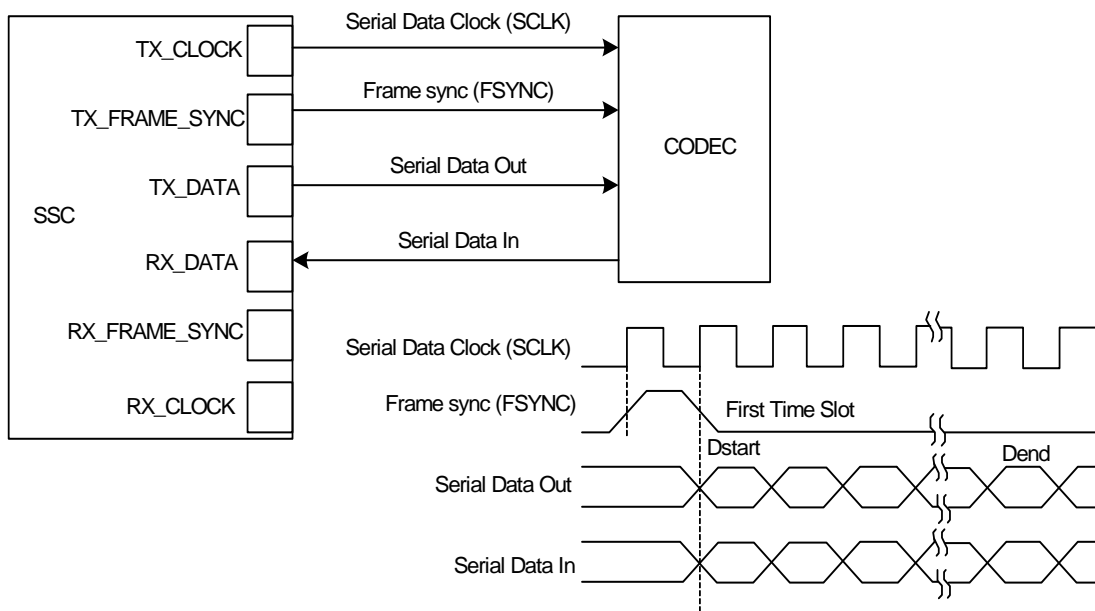 Serial Data Clock (SCLK)
TX_CLOCK
Frame sync (FSYNC)
TX_FRAME_SYNC
CODEC
Serial Data Out
TX_DATA
SSC
Serial Data In
RX_DATA
RX_FRAME_SYNC
RX_CLOCK
Serial Data Clock (SCLK)
Frame sync (FSYNC)
First Time Slot
Dstart
Dend
Serial Data Out
Serial Data In